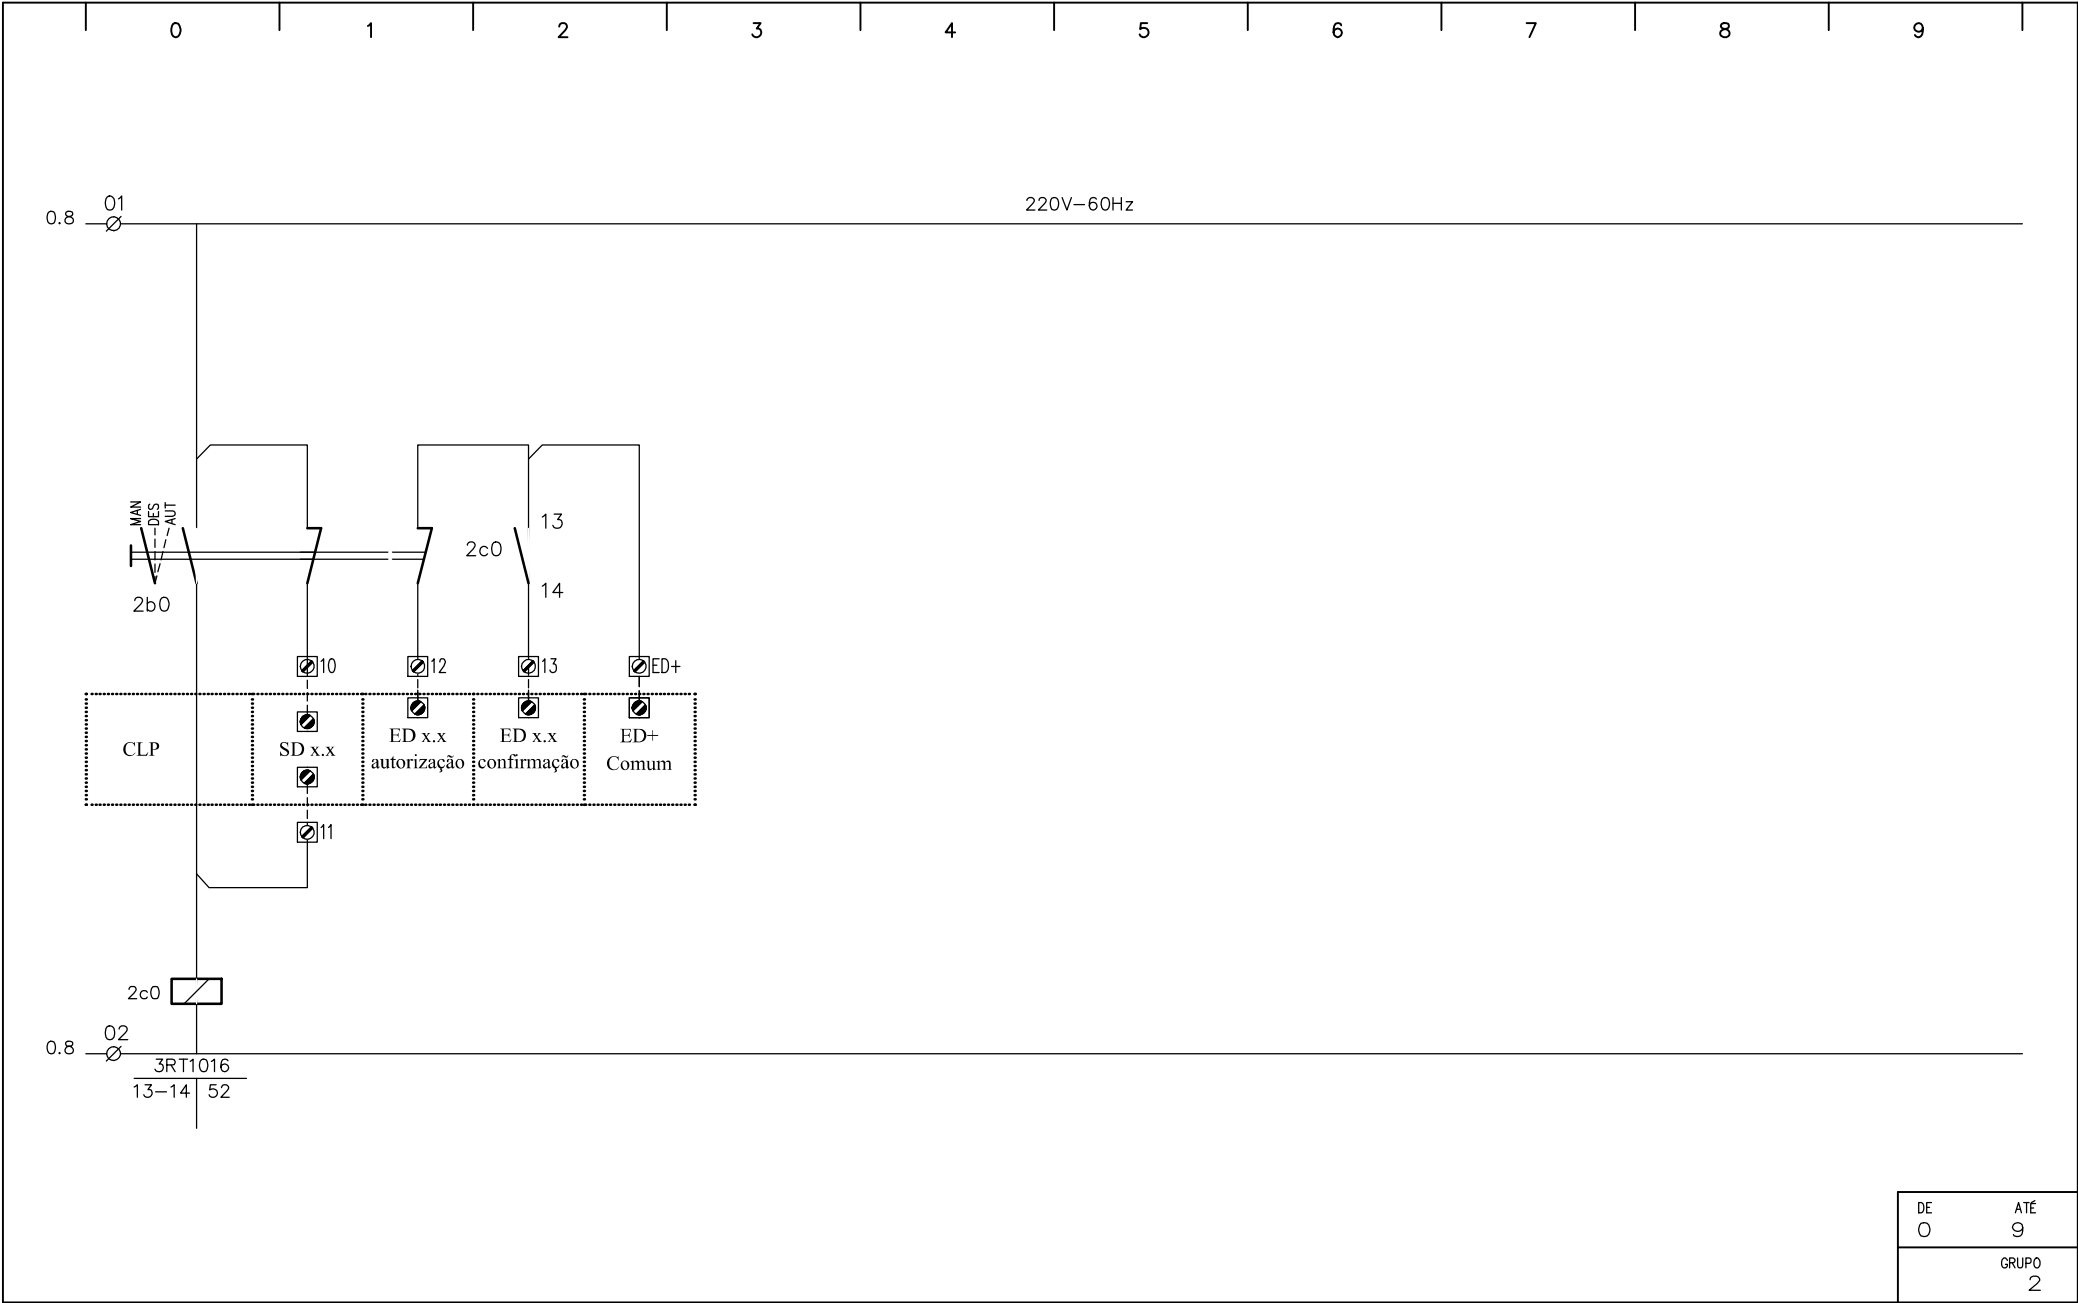 0 1 2 3 4 5 6 7 8 9
01 220V-60Hz
0.8
MAN
DES
AUT
13
2c0
14
2b0
10 12 13 ED+
CLP
SD x.x
ED x.x
autorização
ED x.x
confirmação
ED+
Comum
11
2c0
02
0.8
3RT1016
13-14 52
DE ATÉ
0 9
GRUPO
2